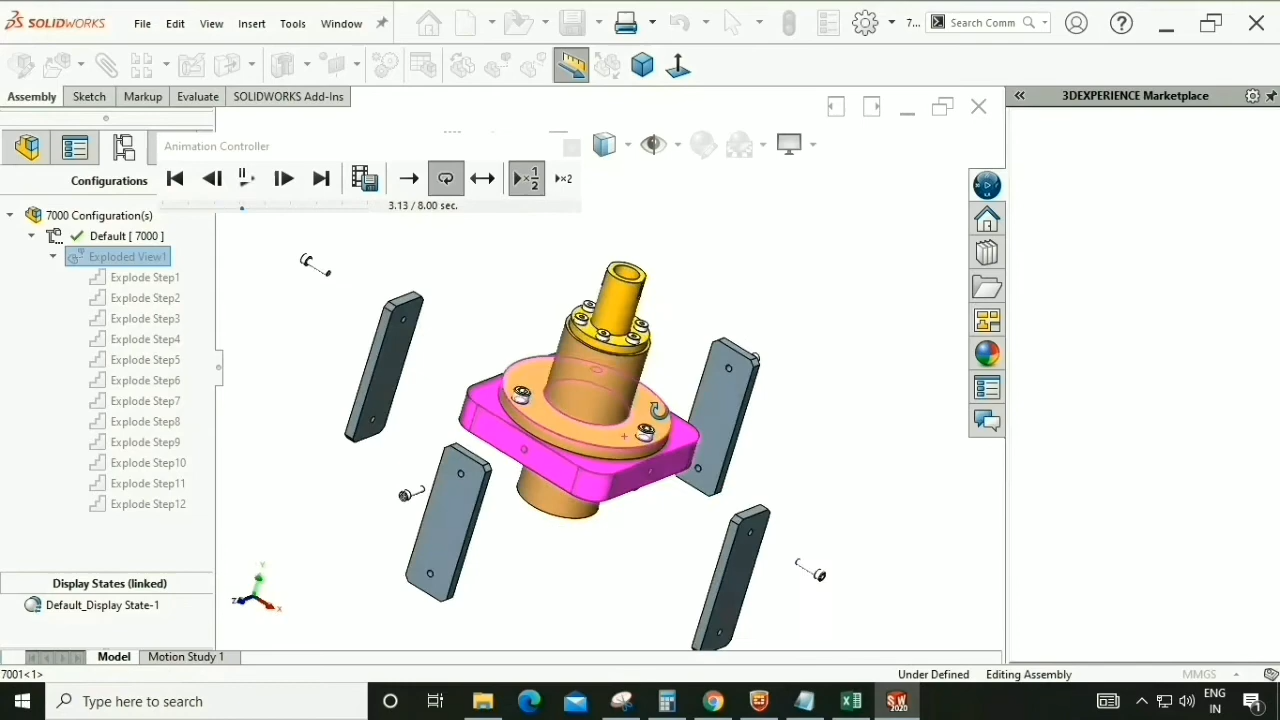 SOLIDWORKS File Edit View Insert Tools Window 7... Search Comm
Assembly Sketch Markup Evaluate SOLIDWORKS Add-Ins
3DEXPERIENCE Marketplace
Animation Controller
×½ ×2
3.13 / 8.00 sec.
Configurations
7000 Configuration(s)
Default [ 7000 ]
Exploded View1
Explode Step1
Explode Step2
Explode Step3
Explode Step4
Explode Step5
Explode Step6
Explode Step7
Explode Step8
Explode Step9
Explode Step10
Explode Step11
Explode Step12
Y
Z X
Display States (linked)
Default_Display State-1
Model Motion Study 1
7001<1> Under Defined Editing Assembly MMGS
Type here to search
SW 2020
ENG
IN
1